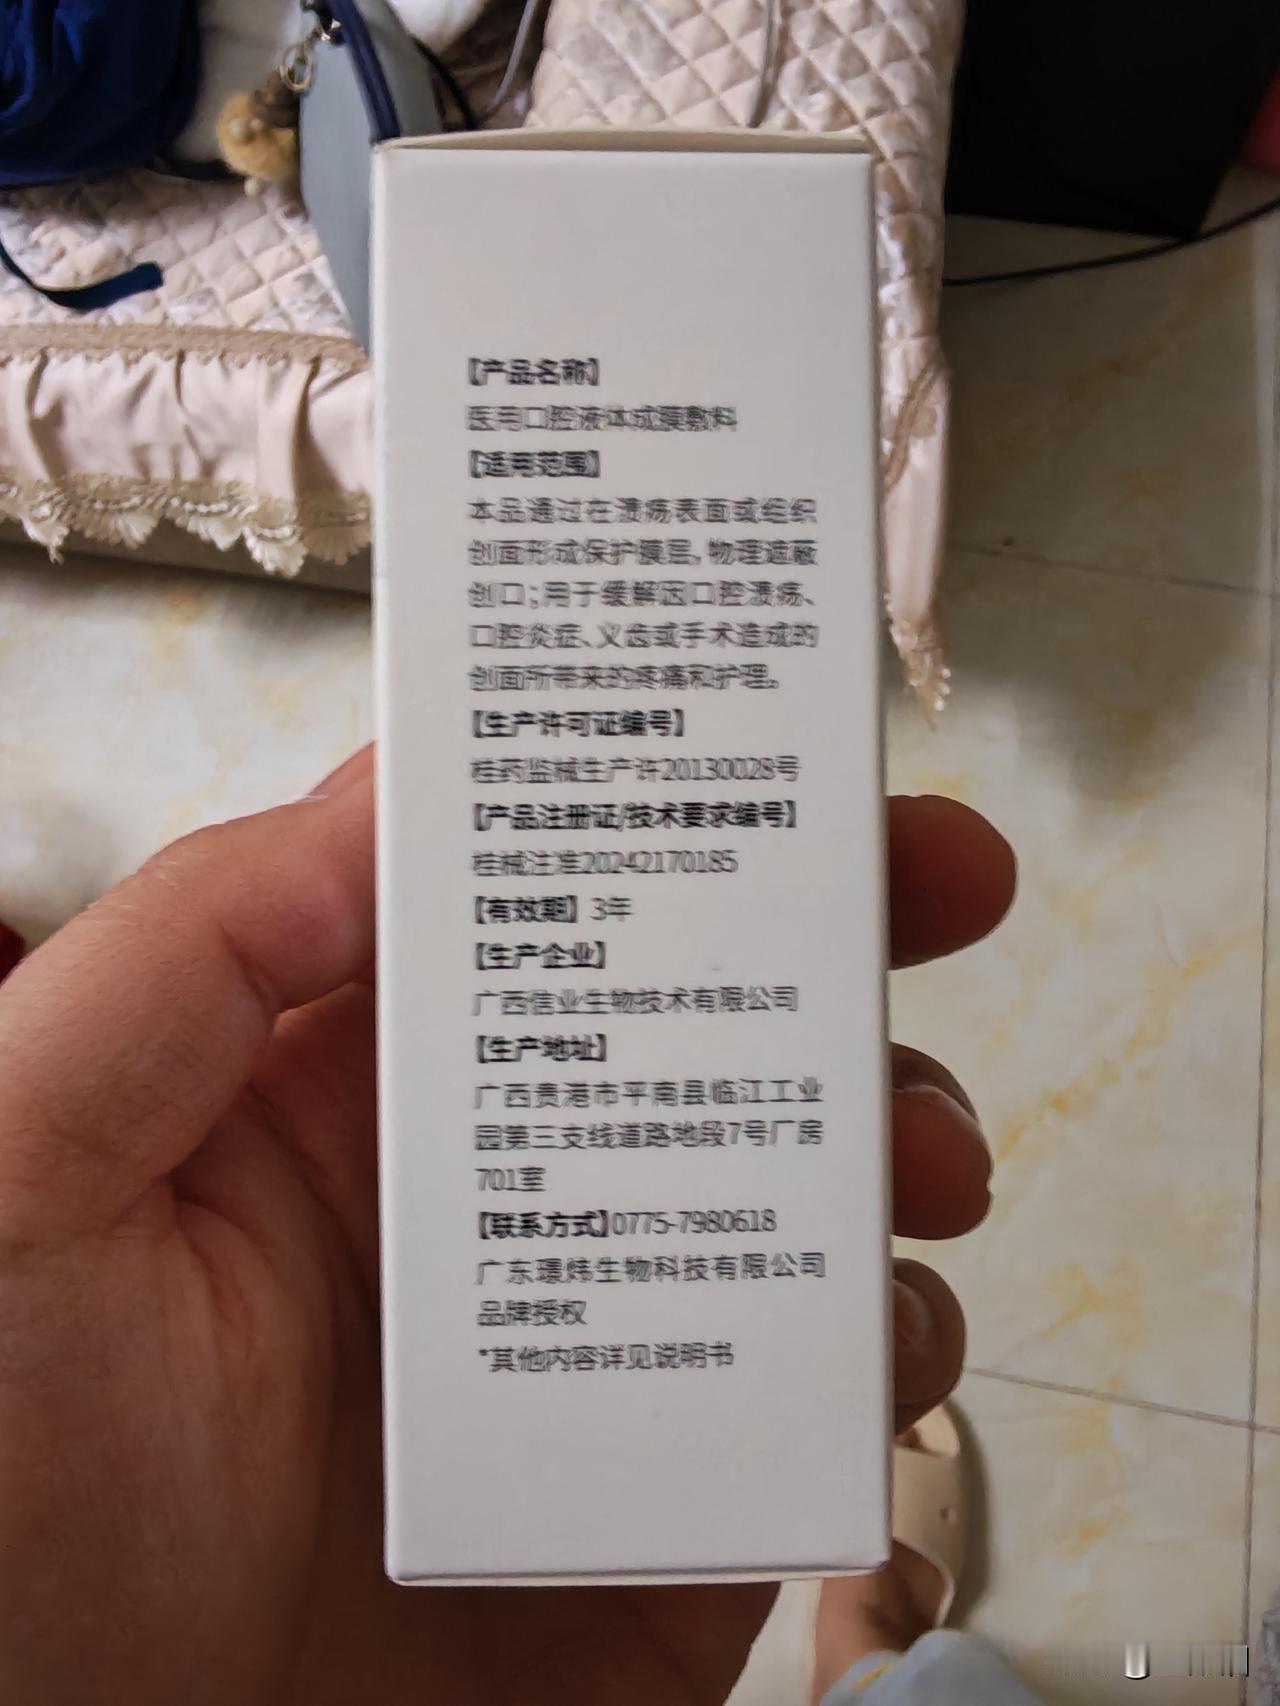 【产品名称】
医用口腔液体成膜敷料
【适用范围】
本品通过在溃疡表面或组织
创面形成保护膜层，物理遮蔽
创口；用于缓解因口腔溃疡、
口腔炎症、义齿或手术造成的
创面所带来的疼痛和护理。
【生产许可证编号】
桂药监械生产许20130028号
【产品注册证/技术要求编号】
桂械注准20242170185
【有效期】3年
【生产企业】
广西信业生物技术有限公司
【生产地址】
广西贵港市平南县临江工业
园第三支线道路地段7号厂房
701室
【联系方式】0775-7980618
广东璟炜生物科技有限公司
品牌授权
*其他内容详见说明书